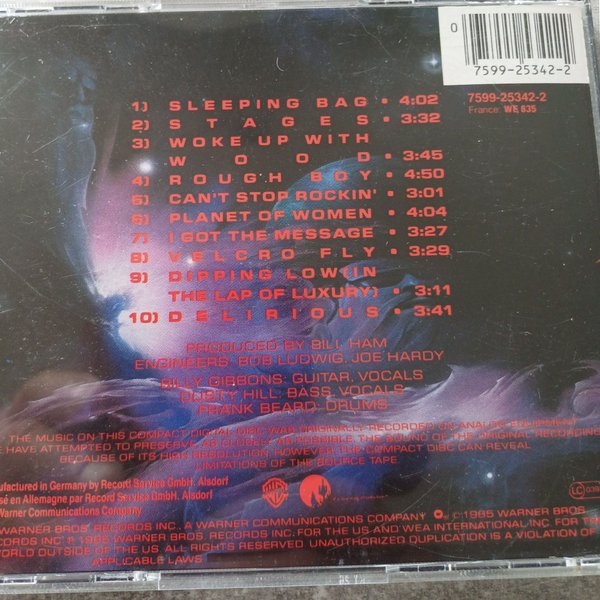 0
7599-25342-2
7599-25342-2
France: WE 835
1) SLEEPING BAG • 4:02
2) STAGES • 3:32
3) WOKE UP WITH
WOOD • 3:45
4) ROUGH BOY • 4:50
5) CAN'T STOP ROCKIN' • 3:01
6) PLANET OF WOMEN • 4:04
7) I GOT THE MESSAGE • 3:27
8) VELCRO FLY • 3:29
9) DIPPING LOW (IN
THE LAP OF LUXURY) • 3:11
10) DELIRIOUS • 3:41
PRODUCED BY BILL HAM
ENGINEERS: BOB LUDWIG, JOE HARDY
BILLY GIBBONS: GUITAR, VOCALS
DUSTY HILL: BASS, VOCALS
FRANK BEARD: DRUMS
THE MUSIC ON THIS COMPACT DIGITAL DISC WAS ORIGINALLY RECORDED ON ANALOG EQUIPMENT
HAVE ATTEMPTED TO PRESERVE, AS CLOSELY AS POSSIBLE, THE SOUND OF THE ORIGINAL RECORDING
BECAUSE OF ITS HIGH RESOLUTION, HOWEVER, THE COMPACT DISC CAN REVEAL
LIMITATIONS OF THE SOURCE TAPE
ufactured in Germany by Record Service GmbH, Alsdorf
sé en Allemagne par Record Service GmbH, Alsdorf
Warner Communications Company
LC
WARNER BROS. RECORDS INC., A WARNER COMMUNICATIONS COMPANY ℗ © 1985 WARNER BROS.
RECORDS INC. ℗ 1985 WARNER BROS. RECORDS INC. FOR THE US AND WEA INTERNATIONAL INC. FOR THE
WORLD OUTSIDE OF THE US. ALL RIGHTS RESERVED. UNAUTHORIZED DUPLICATION IS A VIOLATION OF
APPLICABLE LAWS